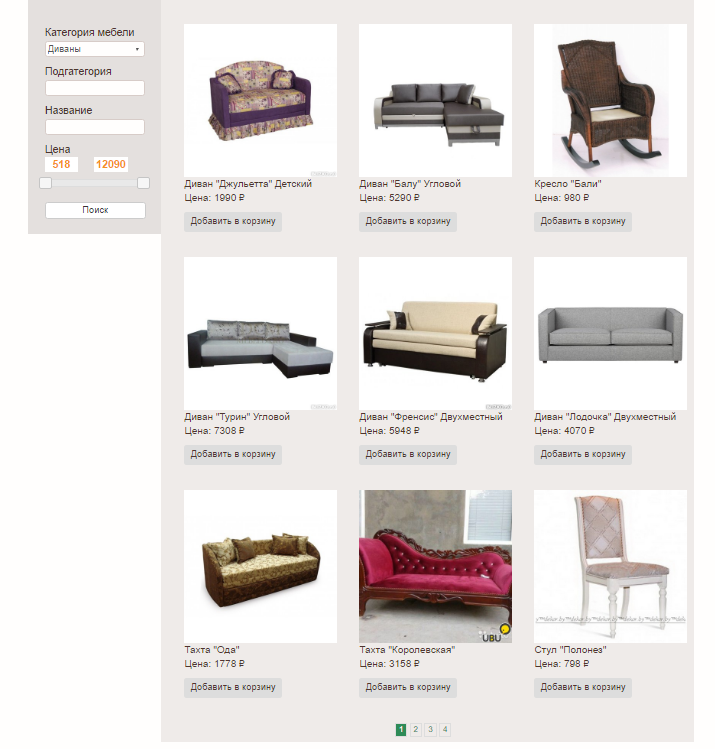 Категория мебели
Диваны
Подгатегория
Название
Цена
518 12090
Поиск
Диван "Джульетта" Детский
Цена: 1990 ₽
Добавить в корзину
Диван "Балу" Угловой
Цена: 5290 ₽
Добавить в корзину
Кресло "Бали"
Цена: 980 ₽
Добавить в корзину
Диван "Турин" Угловой
Цена: 7308 ₽
Добавить в корзину
Диван "Френсис" Двухместный
Цена: 5948 ₽
Добавить в корзину
Диван "Лодочка" Двухместный
Цена: 4070 ₽
Добавить в корзину
Тахта "Ода"
Цена: 1778 ₽
Добавить в корзину
UBU
Тахта "Королевская"
Цена: 3158 ₽
Добавить в корзину
Стул "Полонез"
Цена: 798 ₽
Добавить в корзину
1 2 3 4